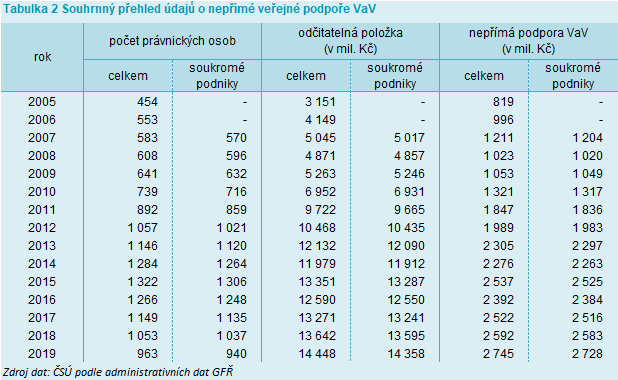 Tabulka 2 Souhrnný přehled údajů o nepřímé veřejné podpoře VaV
rok počet právnických osob odčitatelná položka (v mil. Kč) nepřímá podpora VaV (v mil. Kč)
celkem soukromé podniky celkem soukromé podniky celkem soukromé podniky
2005 454 - 3 151 - 819 -
2006 553 - 4 149 - 996 -
2007 583 570 5 045 5 017 1 211 1 204
2008 608 596 4 871 4 857 1 023 1 020
2009 641 632 5 263 5 246 1 053 1 049
2010 739 716 6 952 6 931 1 321 1 317
2011 892 859 9 722 9 665 1 847 1 836
2012 1 057 1 021 10 468 10 435 1 989 1 983
2013 1 146 1 120 12 132 12 090 2 305 2 297
2014 1 284 1 264 11 979 11 912 2 276 2 263
2015 1 322 1 306 13 351 13 287 2 537 2 525
2016 1 266 1 248 12 590 12 550 2 392 2 384
2017 1 149 1 135 13 271 13 241 2 522 2 516
2018 1 053 1 037 13 642 13 595 2 592 2 583
2019 963 940 14 448 14 358 2 745 2 728
Zdroj dat: ČSÚ podle administrativních dat GFŘ